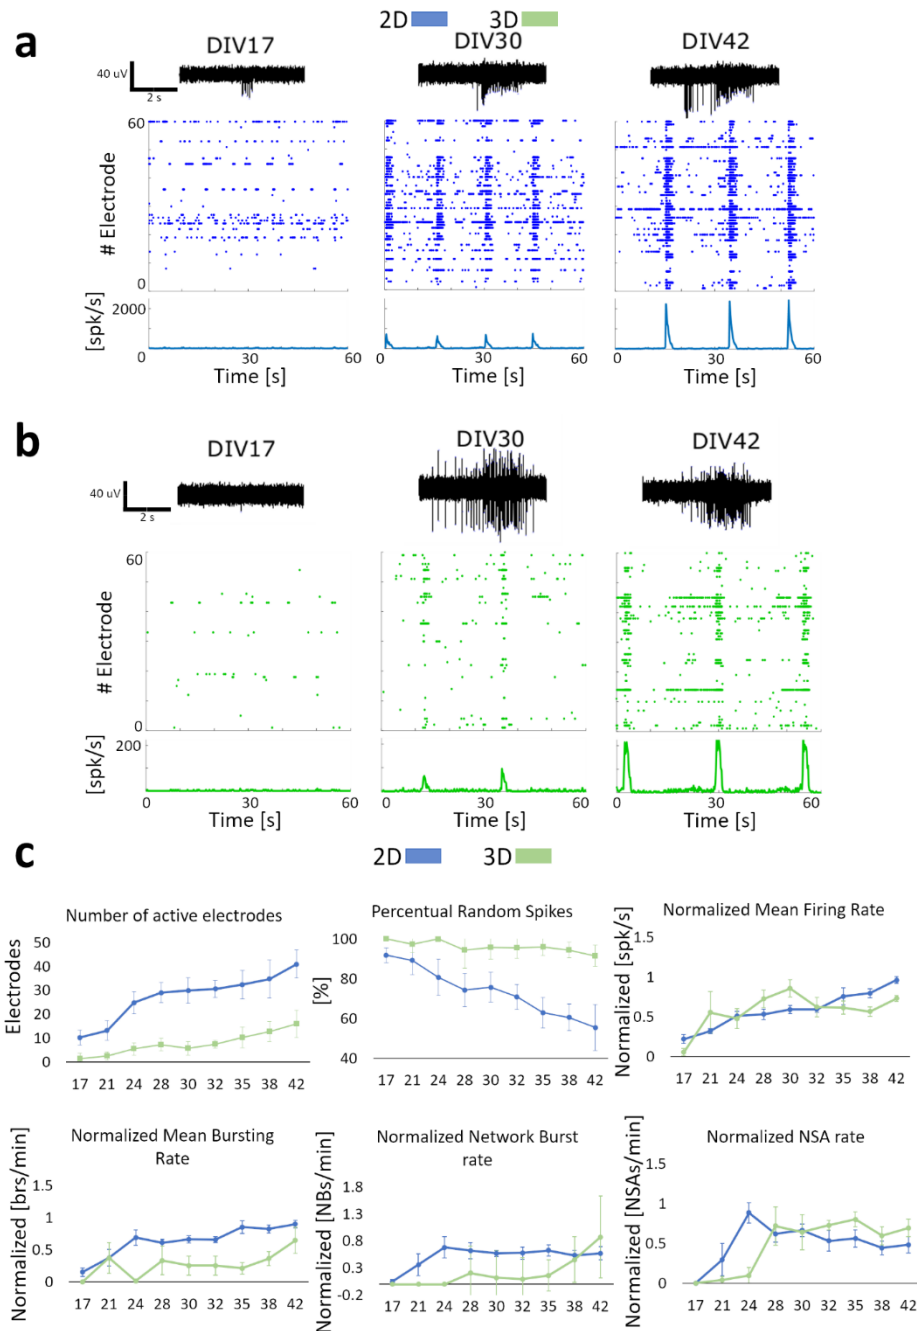 2D 3D
a
DIV17 DIV30 DIV42
40 uV
2 s
60
# Electrode
0
2000
[spk/s]
0 30 60 0 30 60 0 30 60
Time [s] Time [s] Time [s]
b
DIV17 DIV30 DIV42
40 uV
2 s
60
# Electrode
0
200
[spk/s]
0 30 60 0 30 60 0 30 60
Time [s] Time [s] Time [s]
c
2D 3D
Number of active electrodes
Electrodes
50
40
30
20
10
0
17 21 24 28 30 32 35 38 42
Percentual Random Spikes
[%]
100
80
60
40
17 21 24 28 30 32 35 38 42
Normalized Mean Firing Rate
Normalized [spk/s]
1.5
1
0.5
0
17 21 24 28 30 32 35 38 42
Normalized Mean Bursting
Rate
Normalized [brs/min]
1.5
1
0.5
0
17 21 24 28 30 32 35 38 42
Normalized Network Burst
rate
Normalized [NBs/min]
1.8
1.3
0.8
0.3
-0.2
17 21 24 28 30 32 35 38 42
Normalized NSA rate
Normalized [NSAs/min]
1.5
1
0.5
0
17 21 24 28 30 32 35 38 42